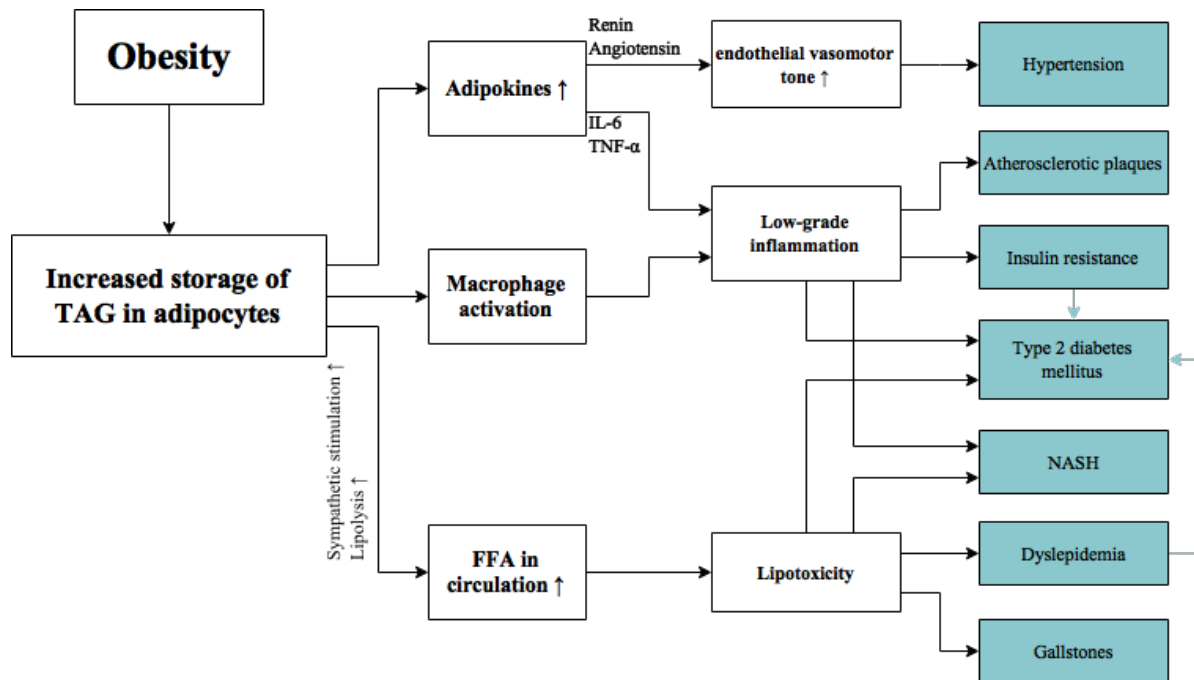 Obesity
Increased storage of
TAG in adipocytes
Sympathetic stimulation ↑
Lipolysis ↑
Adipokines ↑
Renin
Angiotensin
IL-6
TNF-α
Macrophage
activation
FFA in
circulation ↑
endothelial vasomotor
tone ↑
Low-grade
inflammation
Lipotoxicity
Hypertension
Atherosclerotic plaques
Insulin resistance
Type 2 diabetes
mellitus
NASH
Dyslepidemia
Gallstones